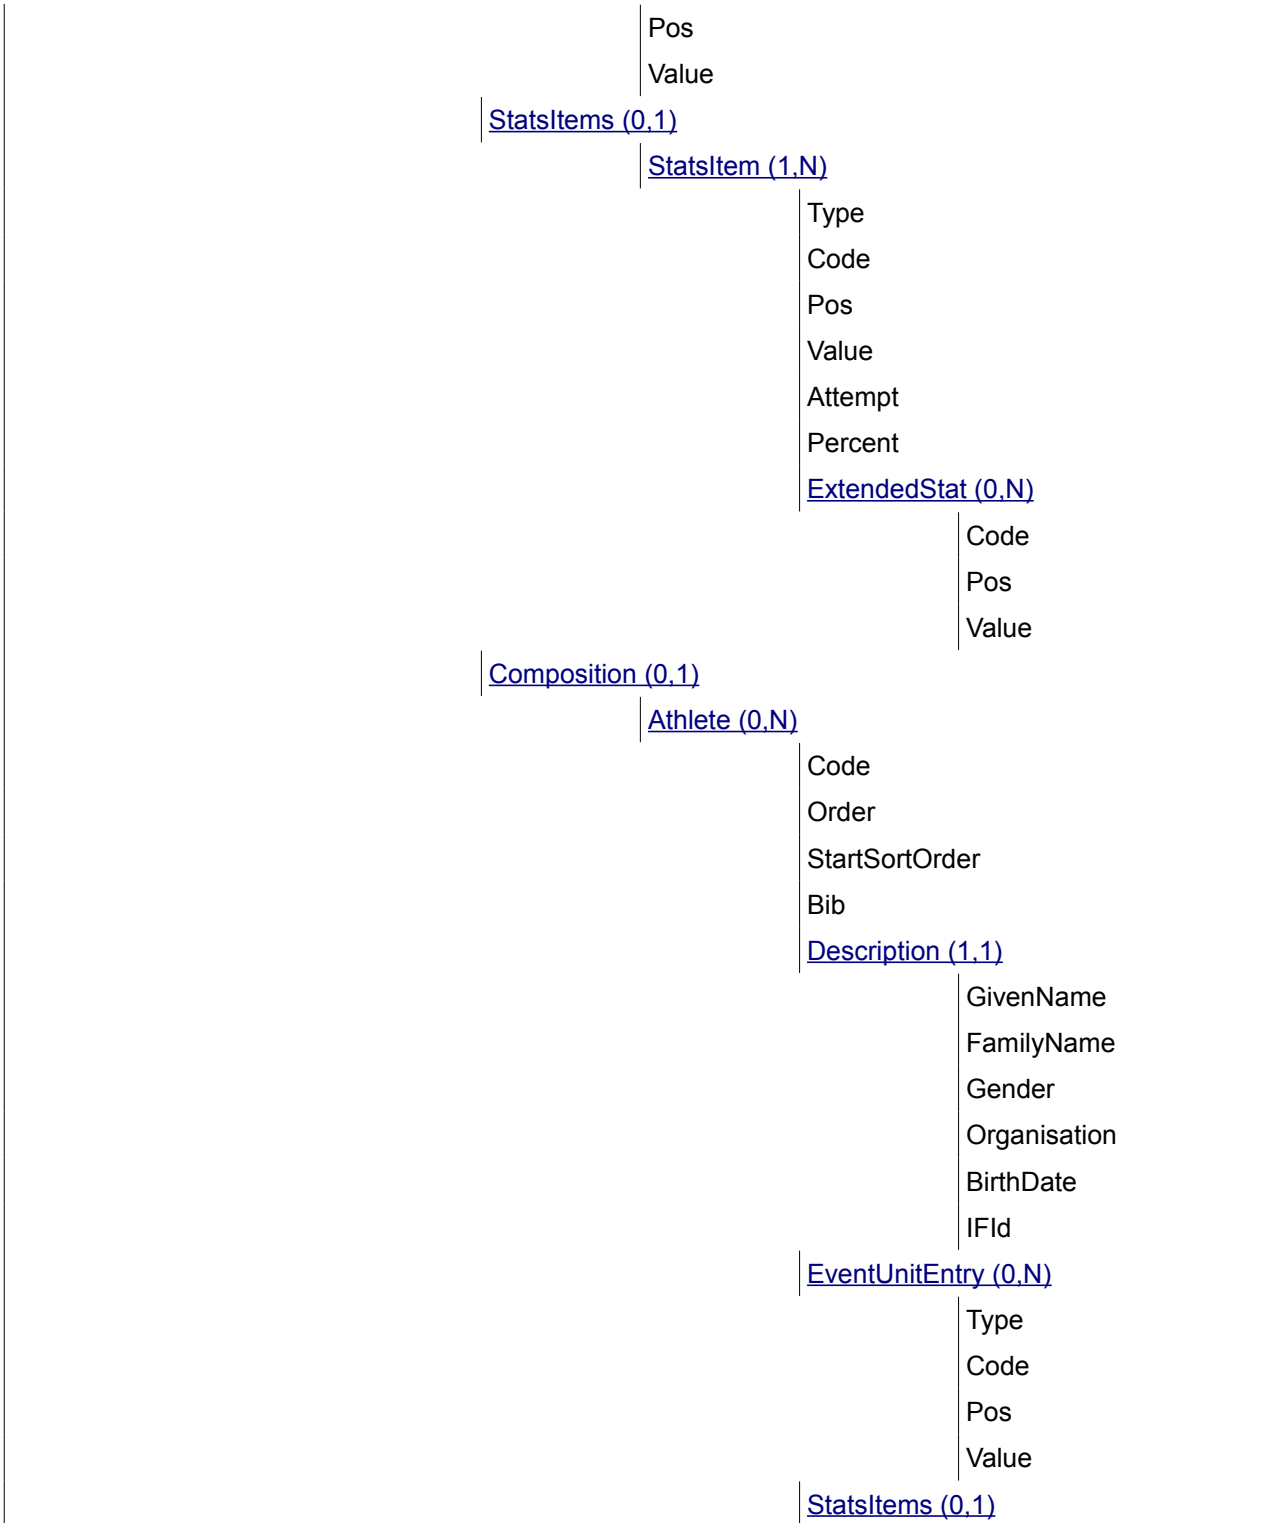 Pos
Value
StatsItems (0,1)
StatsItem (1,N)
Type
Code
Pos
Value
Attempt
Percent
ExtendedStat (0,N)
Code
Pos
Value
Composition (0,1)
Athlete (0,N)
Code
Order
StartSortOrder
Bib
Description (1,1)
GivenName
FamilyName
Gender
Organisation
BirthDate
IFId
EventUnitEntry (0,N)
Type
Code
Pos
Value
StatsItems (0,1)